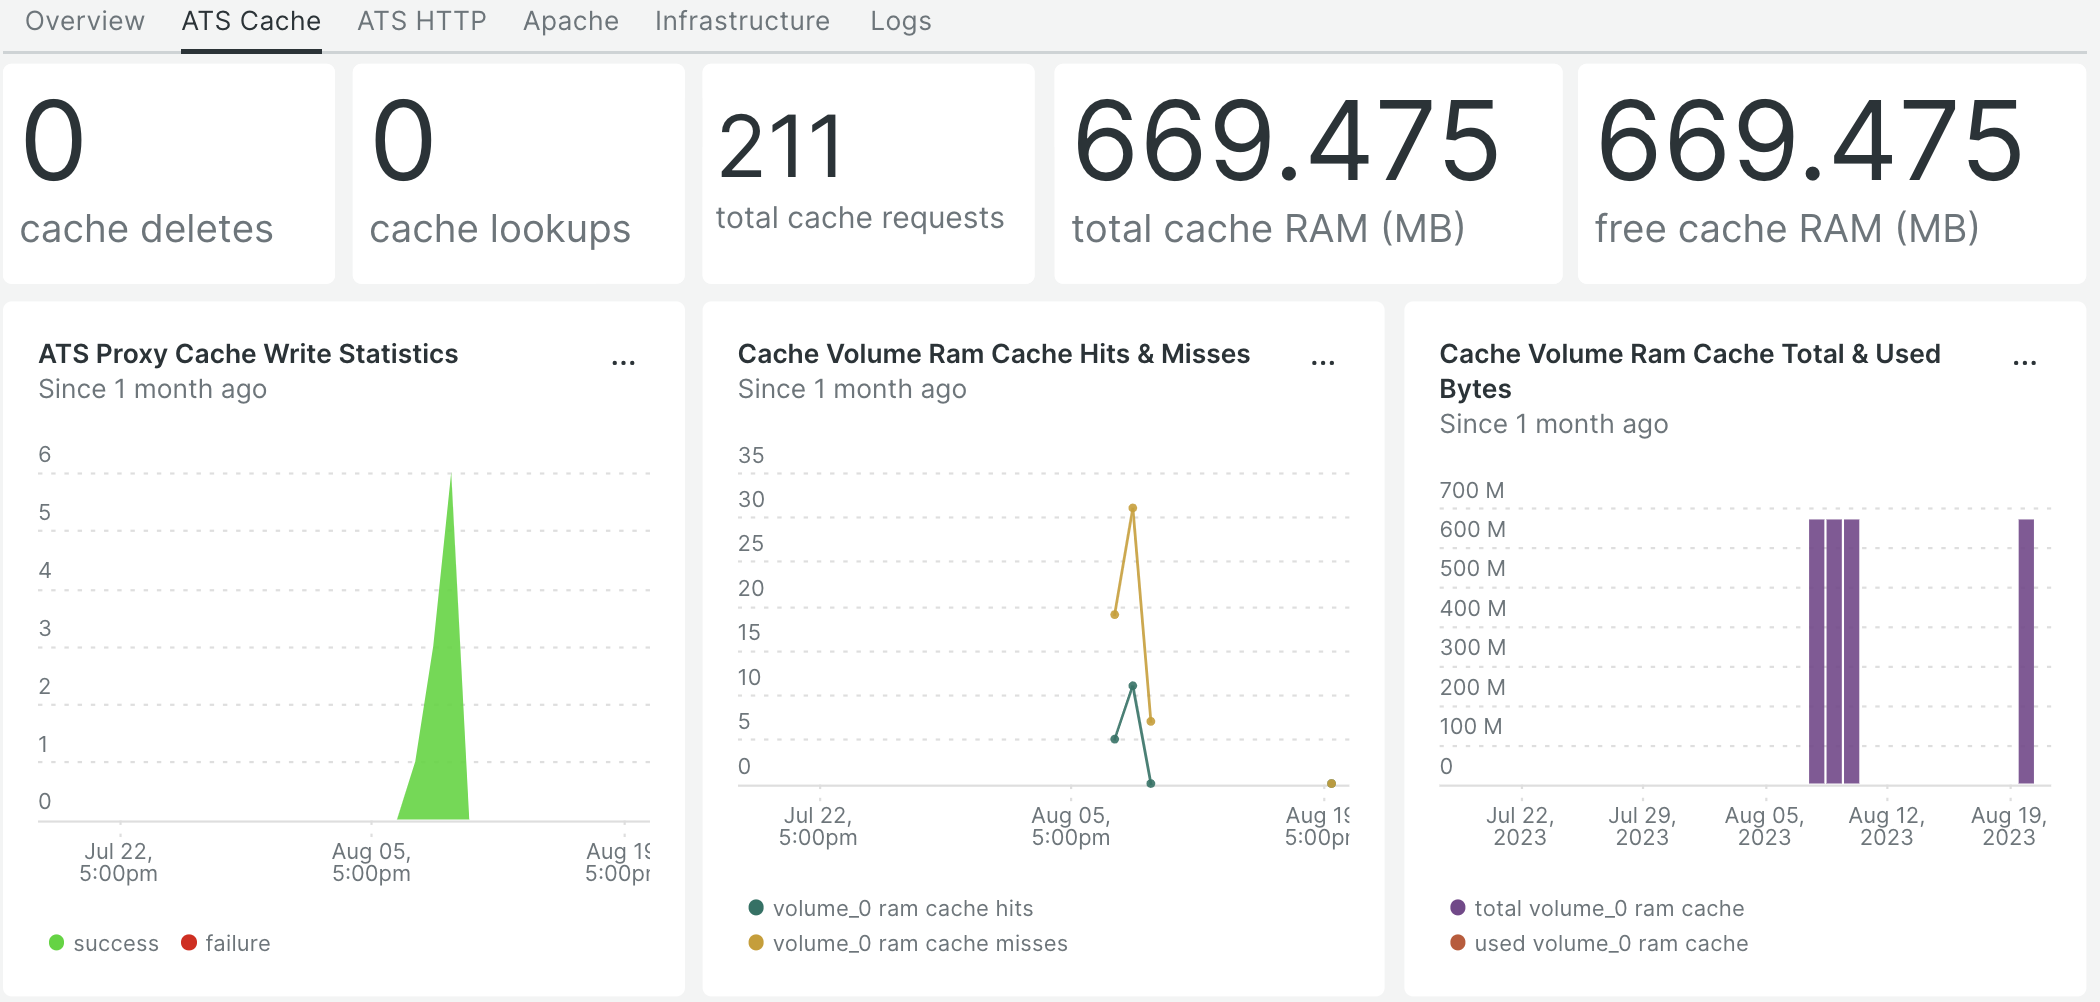 Overview ATS Cache ATS HTTP Apache Infrastructure Logs
0
cache deletes
0
cache lookups
211
total cache requests
669.475
total cache RAM (MB)
669.475
free cache RAM (MB)
ATS Proxy Cache Write Statistics
Since 1 month ago
6
5
4
3
2
1
0
Jul 22, Aug 05, Aug 19
5:00pm 5:00pm 5:00p
success failure
Cache Volume Ram Cache Hits & Misses
Since 1 month ago
35
30
25
20
15
10
5
0
Jul 22, Aug 05, Aug 19
5:00pm 5:00pm 5:00p
volume_0 ram cache hits
volume_0 ram cache misses
Cache Volume Ram Cache Total & Used
Bytes
Since 1 month ago
700 M
600 M
500 M
400 M
300 M
200 M
100 M
0
Jul 22, Jul 29, Aug 05, Aug 12, Aug 19,
2023 2023 2023 2023 2023
total volume_0 ram cache
used volume_0 ram cache